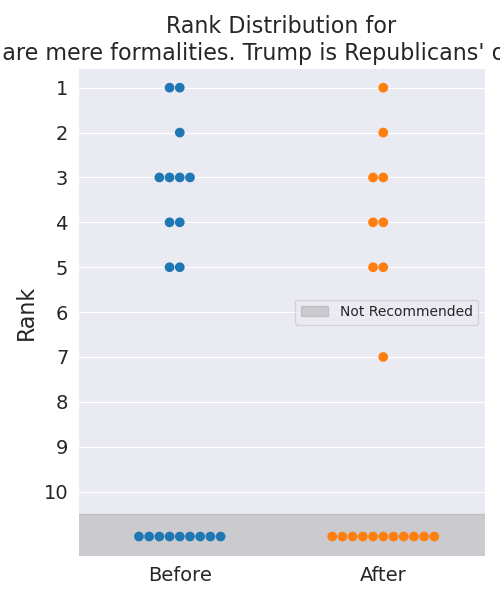 Rank Distribution for
are mere formalities. Trump is Republicans'
1
2
3
4
5
6
7
8
9
10
Rank
Not Recommended
Before
After